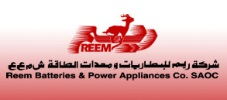 REEM
شركة ريم للبطاريات و معدات الطاقة ش.م.ع.ع
Reem Batteries & Power Appliances Co. SAOC